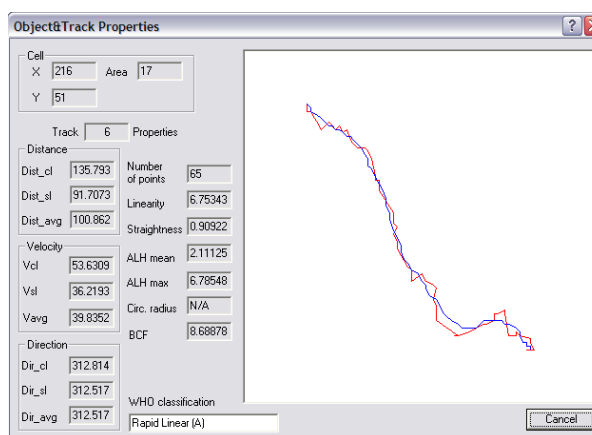 Object&Track Properties
Cell
X 216 Area 17
Y 51
Track 6 Properties
Distance
Dist_cl 135.793
Dist_sl 91.7073
Dist_avg 100.862
Number of points 65
Linearity 6.75343
Straightness 0.90922
ALH mean 2.11125
ALH max 6.78548
Circ. radius N/A
BCF 8.68878
Velocity
Vcl 53.6309
Vsl 36.2193
Vavg 39.8352
Direction
Dir_cl 312.814
Dir_sl 312.517
Dir_avg 312.517
WHO classification
Rapid Linear (A)
Cancel